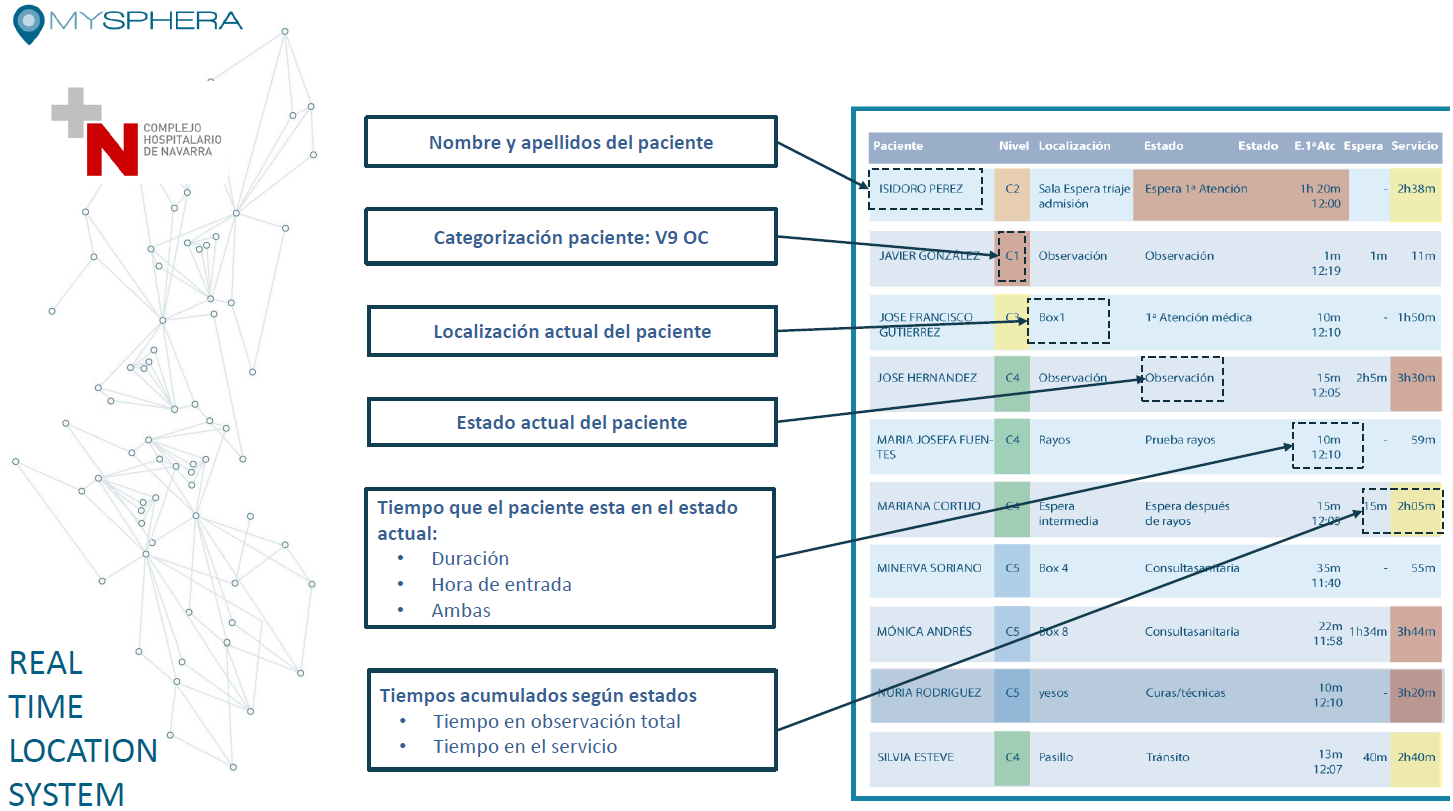 MYSPHERA
COMPLEJO
HOSPITALARIO
DE NAVARRA
REAL
TIME
LOCATION
SYSTEM
Nombre y apellidos del paciente
Categorización paciente: V9 OC
Localización actual del paciente
Estado actual del paciente
Tiempo que el paciente esta en el estado
actual:
• Duración
• Hora de entrada
• Ambas
Tiempos acumulados según estados
• Tiempo en observación total
• Tiempo en el servicio
Paciente Nivel Localización Estado Estado E.1ªAtc Espera Servicio
ISIDORO PEREZ C2 Sala Espera triaje Espera 1ª Atención 1h 20m - 2h38m
admisión 12:00
JAVIER GONZÁLEZ C1 Observación Observación 1m 1m 11m
12:19
JOSE FRANCISCO C3 Box1 1ª Atención médica 10m - 1h50m
GUTIERREZ 12:10
JOSE HERNANDEZ C4 Observación Observación 15m 2h5m 3h30m
12:05
MARIA JOSEFA FUEN- C4 Rayos Prueba rayos 10m - 59m
TES 12:10
MARIANA CORTIJO C4 Espera Espera después 15m 15m 2h05m
intermedia de rayos 12:05
MINERVA SORIANO C5 Box 4 Consultasanitaria 35m - 55m
11:40
MÓNICA ANDRÉS C5 Box 8 Consultasanitaria 22m 1h34m 3h44m
11:58
NURIA RODRIGUEZ C5 yesos Curas/técnicas 10m - 3h20m
12:10
SILVIA ESTEVE C4 Pasillo Tránsito 13m 40m 2h40m
12:07